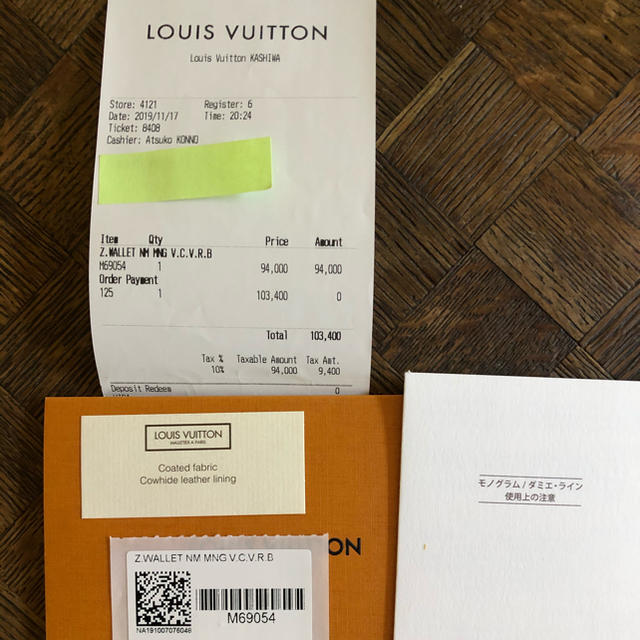 LOUIS VUITTON
Louis Vuitton KASHIWA
Store: 4121 Register: 6
Date: 2019/11/17 Time: 20:24
Ticket: 8408
Cashier: Atsuko KONNO
Item Qty Price Amount
Z.WALLET NM MNG V.C.V.R.B
M69054 1 94,000 94,000
Order Payment
125 1 103,400 0
Total 103,400
Tax % Taxable Amount Tax Amt.
10% 94,000 9,400
Deposit Redeem 0
LOUIS VUITTON
MALLETIER A PARIS
Coated fabric
Cowhide leather lining
ON
Z.WALLET NM MNG V.C.V.R.B
M69054
NA191007076048
モノグラム/ダミエ・ライン
使用上の注意